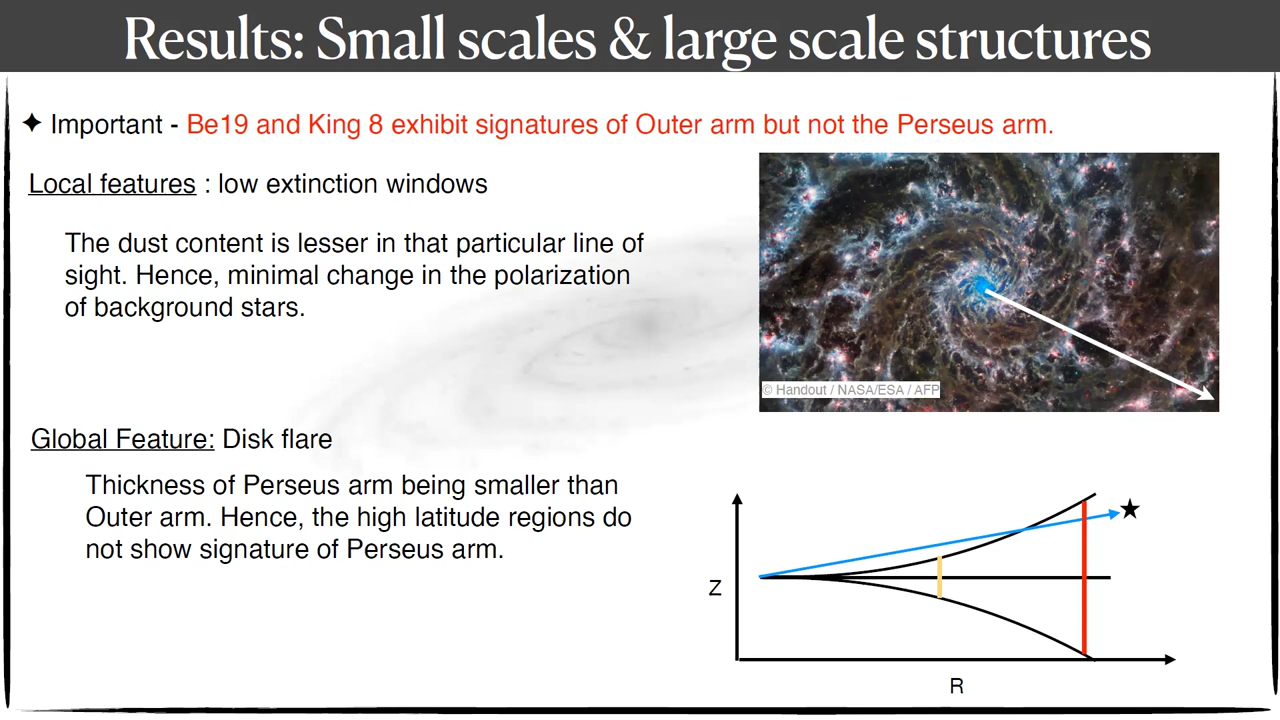 Results: Small scales & large scale structures
✦ Important - Be19 and King 8 exhibit signatures of Outer arm but not the Perseus arm.
Local features : low extinction windows
The dust content is lesser in that particular line of
sight. Hence, minimal change in the polarization
of background stars.
© Handout / NASA/ESA / AFP
Global Feature: Disk flare
Thickness of Perseus arm being smaller than
Outer arm. Hence, the high latitude regions do
not show signature of Perseus arm.
Z
R